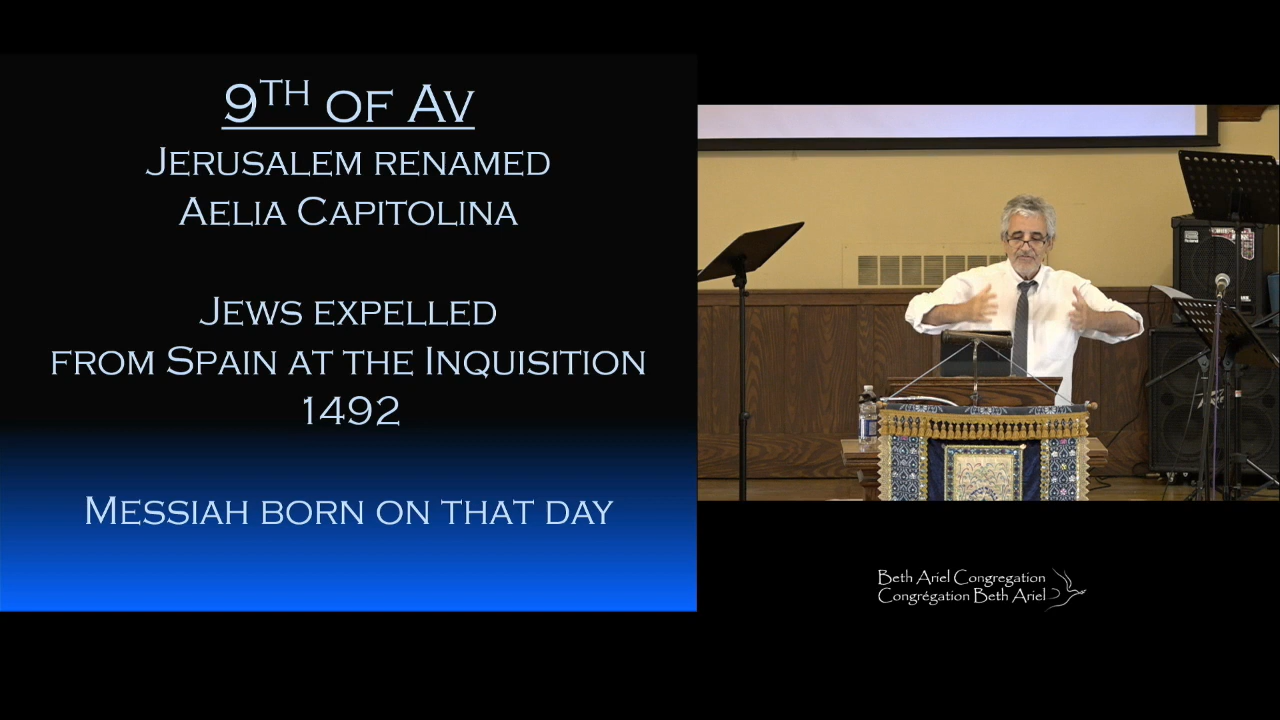 9TH OF AV
JERUSALEM RENAMED
AELIA CAPITOLINA
JEWS EXPELLED
FROM SPAIN AT THE INQUISITION
1492
MESSIAH BORN ON THAT DAY
Beth Ariel Congregation
Congrégation Beth Ariel